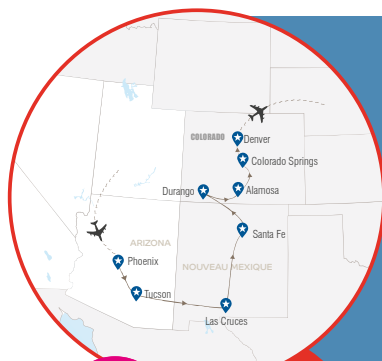 COLORADO
Denver
Colorado Springs
Durango
Alamosa
Santa Fe
ARIZONA
NOUVEAU MEXIQUE
Phoenix
Tucson
Las Cruces